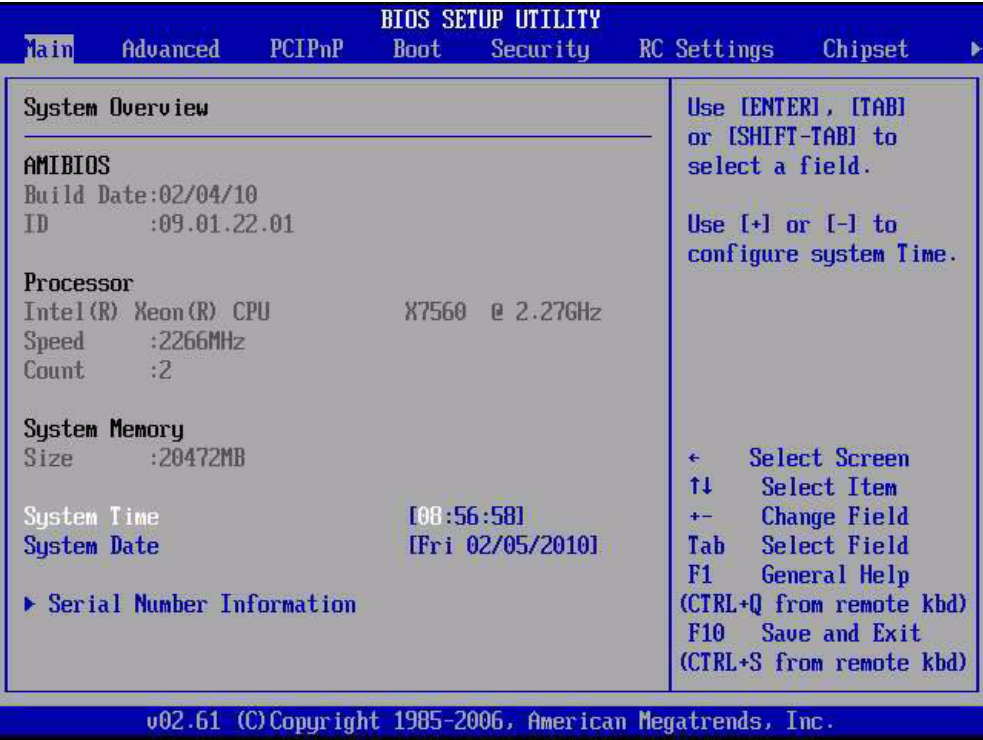 BIOS SETUP UTILITY
Main Advanced PCIPnP Boot Security RC Settings Chipset
System Overview
AMIBIOS
Build Date:02/04/10
ID :09.01.22.01
Processor
Intel(R) Xeon(R) CPU X7560 @ 2.27GHz
Speed :2266MHz
Count :2
System Memory
Size :20472MB
System Time [08:56:58]
System Date [Fri 02/05/2010]
Serial Number Information
Use [ENTER], [TAB]
or [SHIFT-TAB] to
select a field.
Use [+] or [-] to
configure system Time.
← Select Screen
↑↓ Select Item
+- Change Field
Tab Select Field
F1 General Help
(CTRL+Q from remote kbd)
F10 Save and Exit
(CTRL+S from remote kbd)
v02.61 (C)Copyright 1985-2006, American Megatrends, Inc.